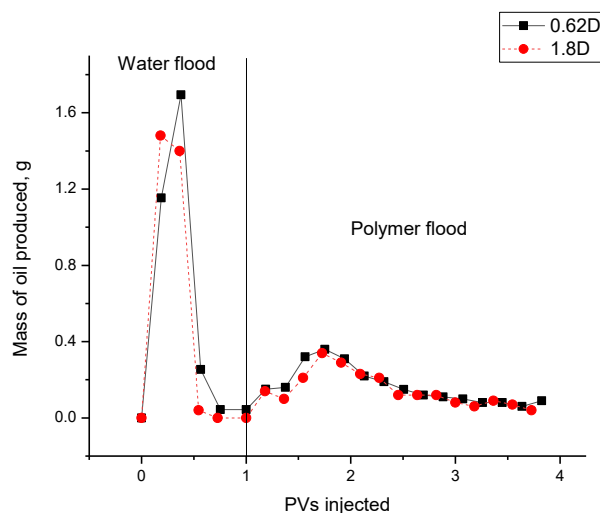 0.62D
1.8D
Water flood
Polymer flood
Mass of oil produced, g
1.6
1.2
0.8
0.4
0.0
0
1
2
3
4
PVs injected